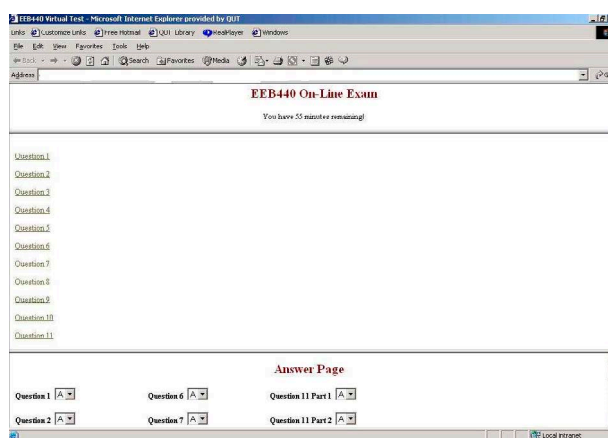 EEB440 Virtual Test - Microsoft Internet Explorer provided by QUT
Links Customize Links Free Hotmail QUT Library RealPlayer Windows
File Edit View Favorites Tools Help
Back Search Favorites Media
Address
EEB440 On-Line Exam
You have 55 minutes remaining!
Question 1
Question 2
Question 3
Question 4
Question 5
Question 6
Question 7
Question 8
Question 9
Question 10
Question 11
Answer Page
Question 1 A Question 6 A Question 11 Part 1 A
Question 2 A Question 7 A Question 11 Part 2 A
Local intranet